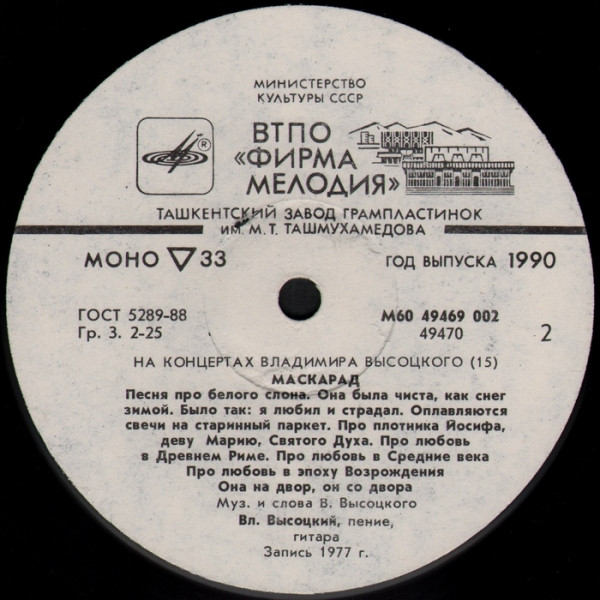 МИНИСТЕРСТВО
КУЛЬТУРЫ СССР
ВТПО
«ФИРМА
МЕЛОДИЯ»
®
ТАШКЕНТСКИЙ ЗАВОД ГРАМПЛАСТИНОК
ИМ. М. Т. ТАШМУХАМЕДОВА
МОНО 33
ГОД ВЫПУСКА 1990
ГОСТ 5289-88
Гр. 3. 2-25
М60 49469 002
49470
2
НА КОНЦЕРТАХ ВЛАДИМИРА ВЫСОЦКОГО (15)
МАСКАРАД
Песня про белого слона. Она была чиста, как снег
зимой. Было так: я любил и страдал. Оплавляются
свечи на старинный паркет. Про плотника Йосифа,
деву Марию, Святого Духа. Про любовь
в Древнем Риме. Про любовь в Средние века
Про любовь в эпоху Возрождения
Она на двор, он со двора
Муз. и слова В. Высоцкого
Вл. Высоцкий, пение,
гитара
Запись 1977 г.